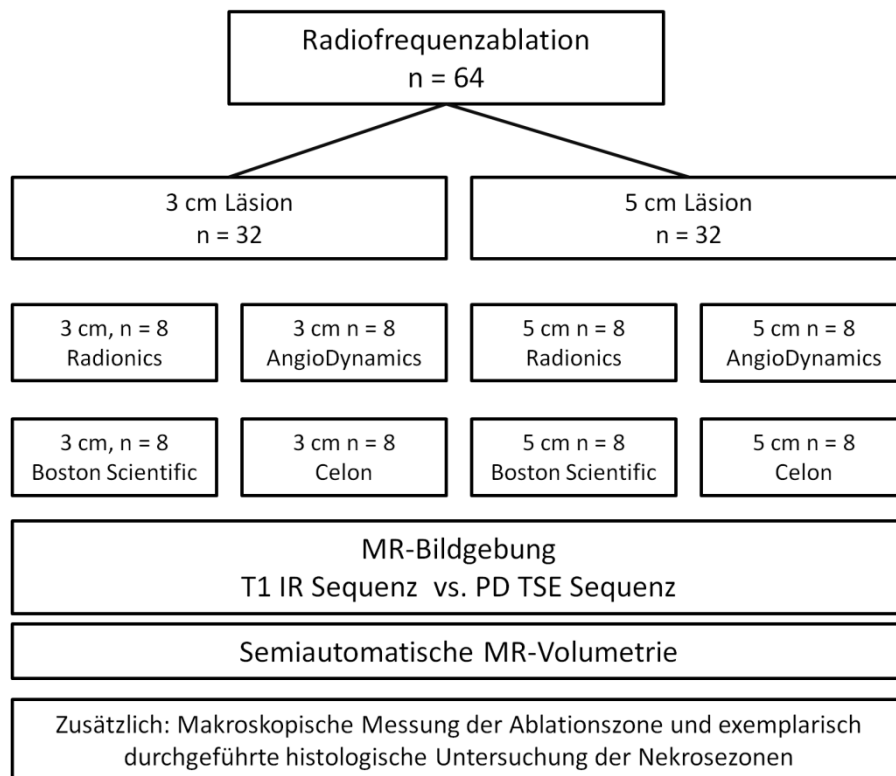 Radiofrequenzablation
n = 64
3 cm Läsion
n = 32
5 cm Läsion
n = 32
3 cm, n = 8
Radionics
3 cm n = 8
AngioDynamics
5 cm n = 8
Radionics
5 cm n = 8
AngioDynamics
3 cm, n = 8
Boston Scientific
3 cm n = 8
Celon
5 cm n = 8
Boston Scientific
5 cm n = 8
Celon
MR-Bildgebung
T1 IR Sequenz vs. PD TSE Sequenz
Semiautomatische MR-Volumetrie
Zusätzlich: Makroskopische Messung der Ablationszone und exemplarisch
durchgeführte histologische Untersuchung der Nekrosezonen